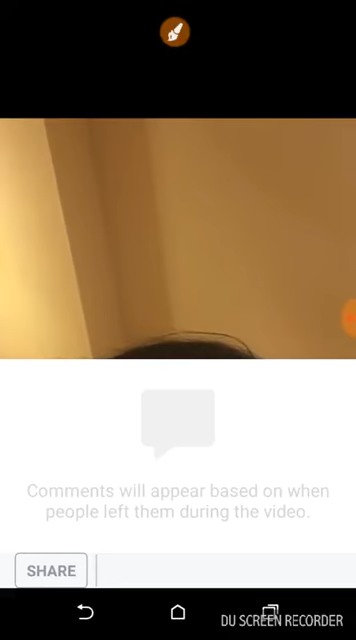 Comments will appear based on when
people left them during the video.
SHARE
DU SCREEN RECORDER